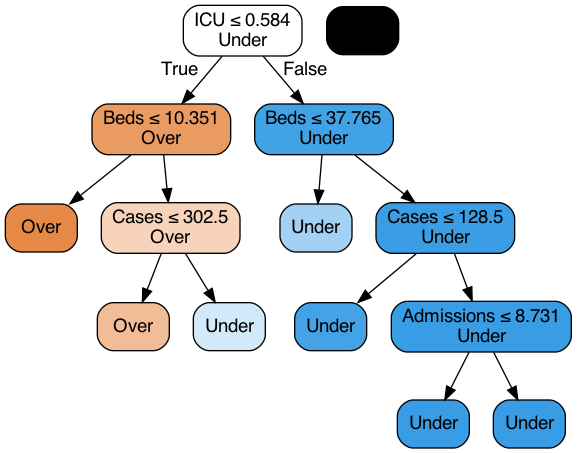 ICU ≤ 0.584
Under
True
False
Beds ≤ 10.351
Over
Beds ≤ 37.765
Under
Over
Cases ≤ 302.5
Over
Under
Cases ≤ 128.5
Under
Over
Under
Under
Admissions ≤ 8.731
Under
Under
Under